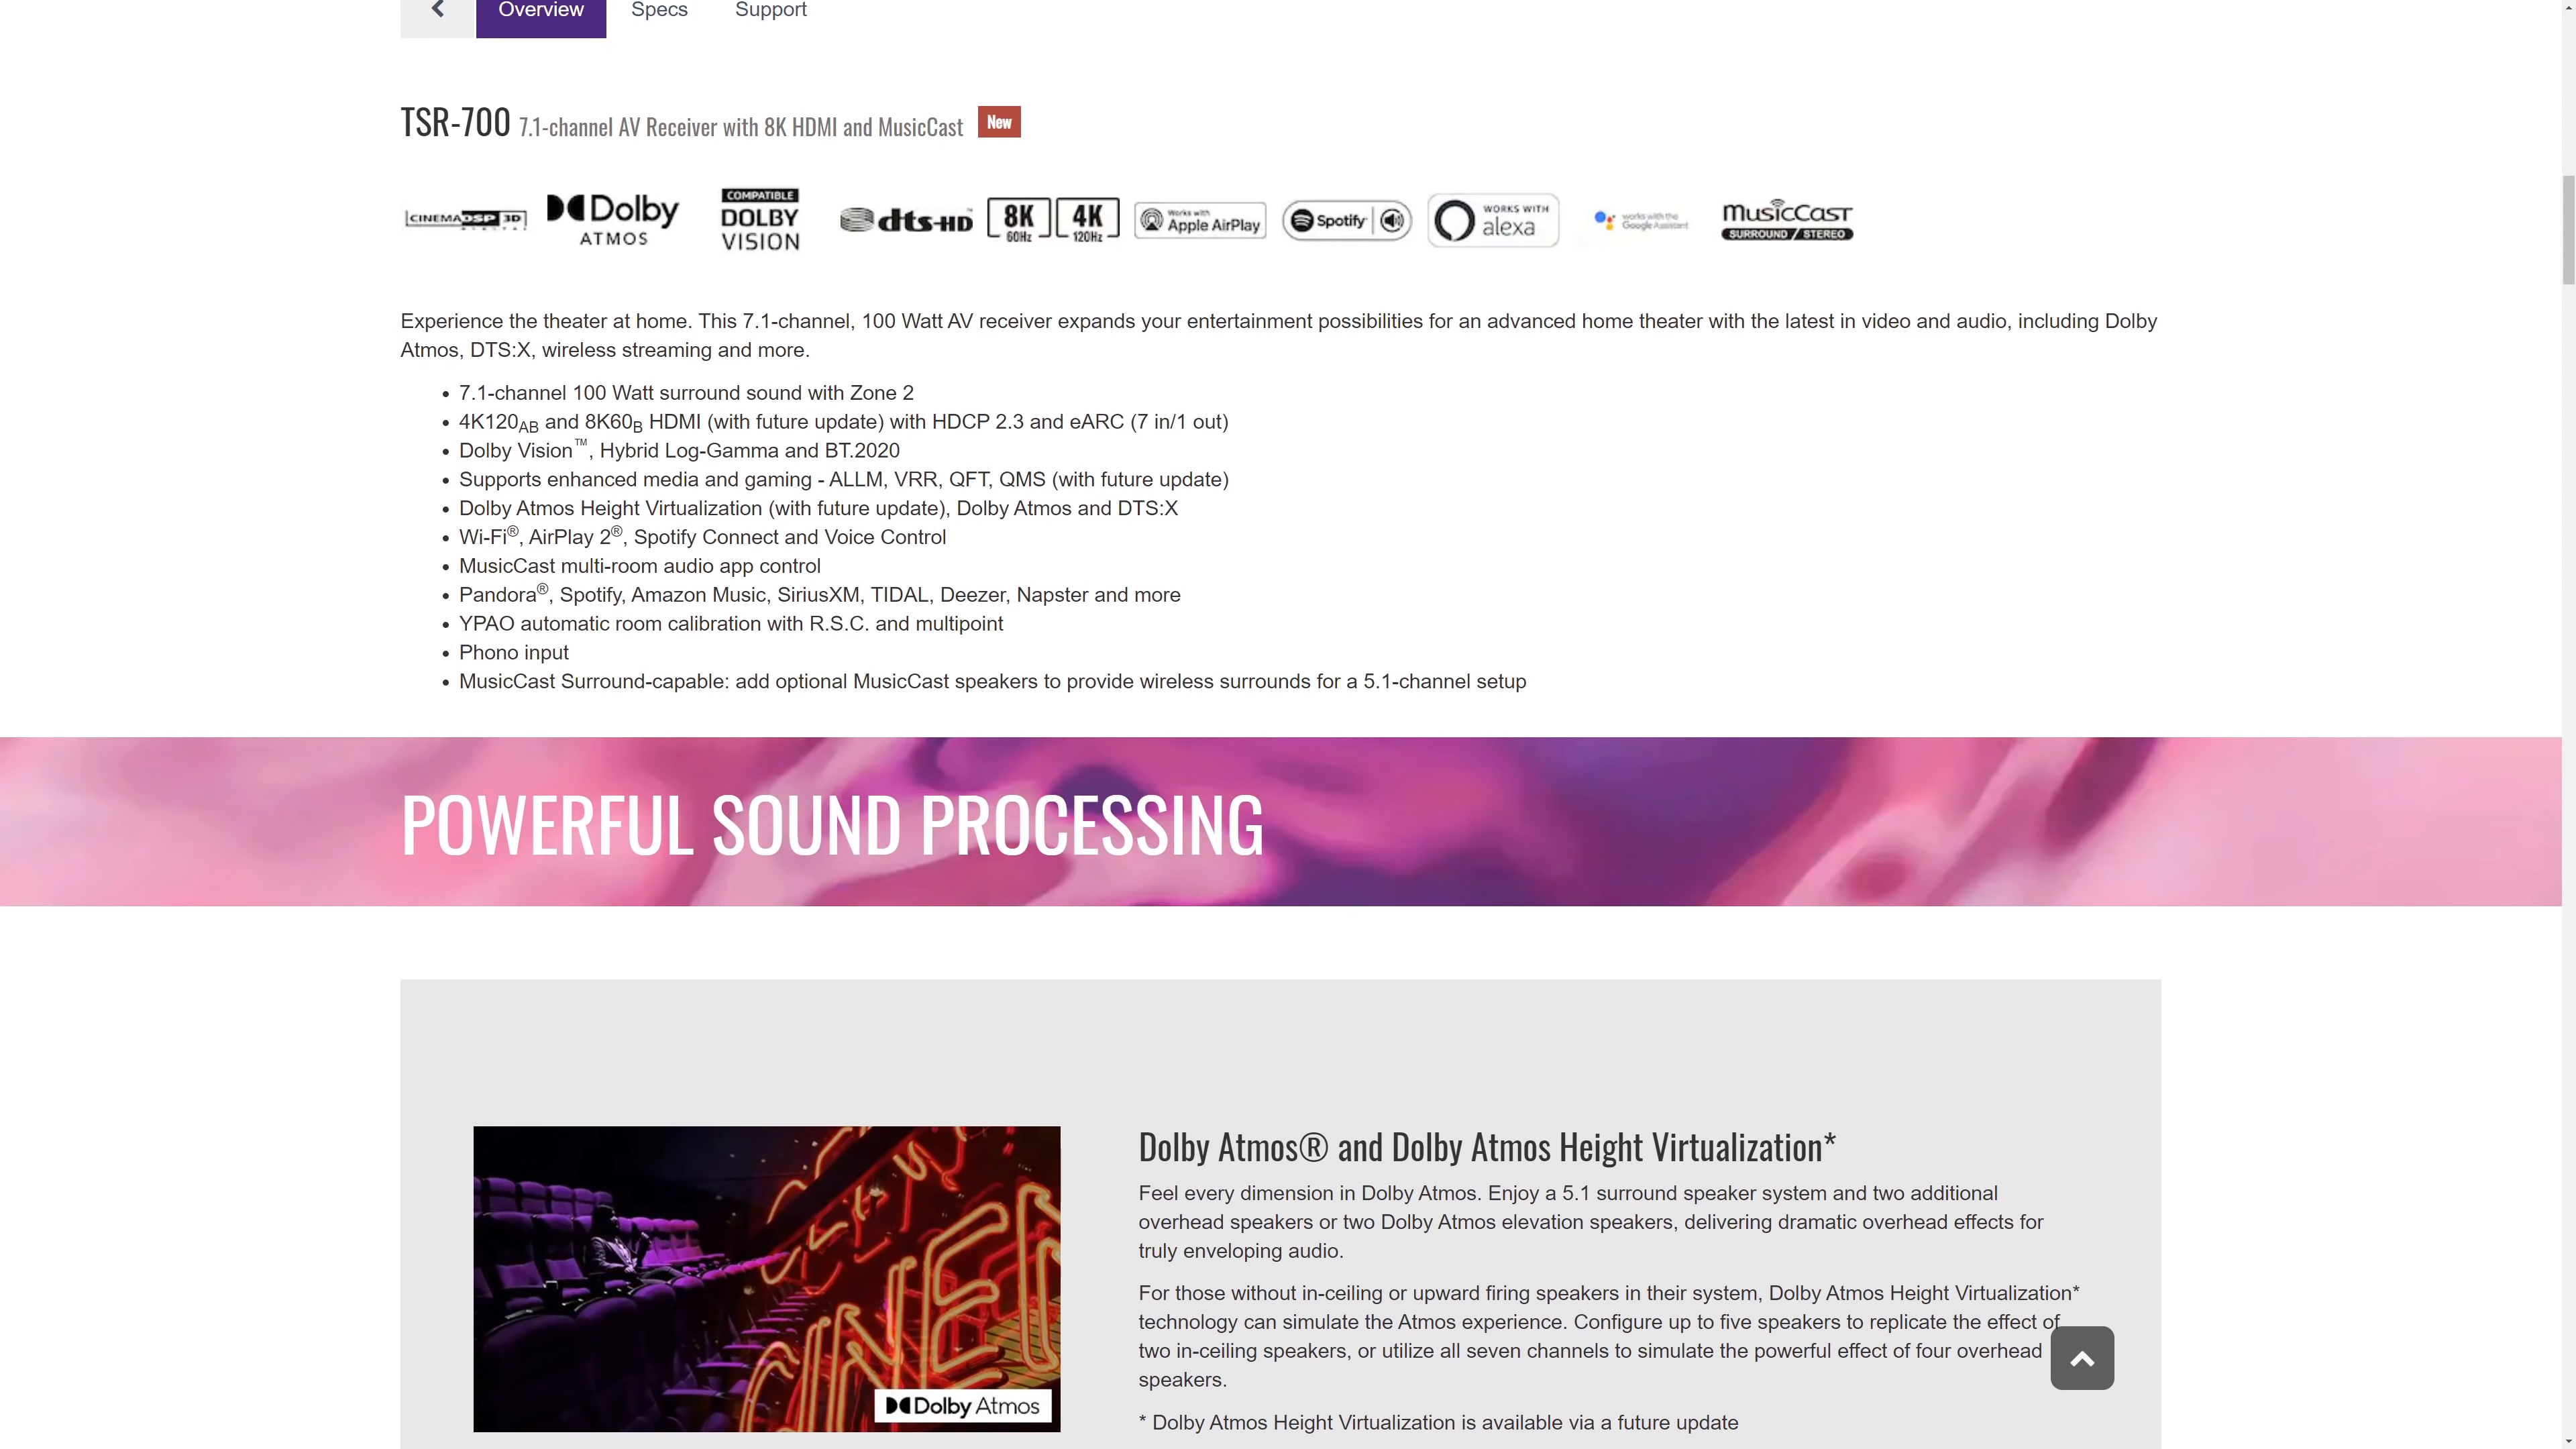 Overview Specs Support
TSR-700 7.1-channel AV Receiver with 8K HDMI and MusicCast New
CINEMA DSP 3D
DIGITAL
Dolby
ATMOS
COMPATIBLE
DOLBY
VISION
dts-HD™
8K
60Hz
4K
120Hz
Works with
Apple AirPlay
Spotify
WORKS WITH
alexa
works with the
Google Assistant
MusicCast
SURROUND / STEREO
Experience the theater at home. This 7.1-channel, 100 Watt AV receiver expands your entertainment possibilities for an advanced home theater with the latest in video and audio, including Dolby
Atmos, DTS:X, wireless streaming and more.
• 7.1-channel 100 Watt surround sound with Zone 2
• 4K120AB and 8K60B HDMI (with future update) with HDCP 2.3 and eARC (7 in/1 out)
• Dolby Vision™, Hybrid Log-Gamma and BT.2020
• Supports enhanced media and gaming - ALLM, VRR, QFT, QMS (with future update)
• Dolby Atmos Height Virtualization (with future update), Dolby Atmos and DTS:X
• Wi-Fi®, AirPlay 2®, Spotify Connect and Voice Control
• MusicCast multi-room audio app control
• Pandora®, Spotify, Amazon Music, SiriusXM, TIDAL, Deezer, Napster and more
• YPAO automatic room calibration with R.S.C. and multipoint
• Phono input
• MusicCast Surround-capable: add optional MusicCast speakers to provide wireless surrounds for a 5.1-channel setup
POWERFUL SOUND PROCESSING
Dolby Atmos
Dolby Atmos® and Dolby Atmos Height Virtualization*
Feel every dimension in Dolby Atmos. Enjoy a 5.1 surround speaker system and two additional
overhead speakers or two Dolby Atmos elevation speakers, delivering dramatic overhead effects for
truly enveloping audio.
For those without in-ceiling or upward firing speakers in their system, Dolby Atmos Height Virtualization*
technology can simulate the Atmos experience. Configure up to five speakers to replicate the effect of
two in-ceiling speakers, or utilize all seven channels to simulate the powerful effect of four overhead
speakers.
* Dolby Atmos Height Virtualization is available via a future update